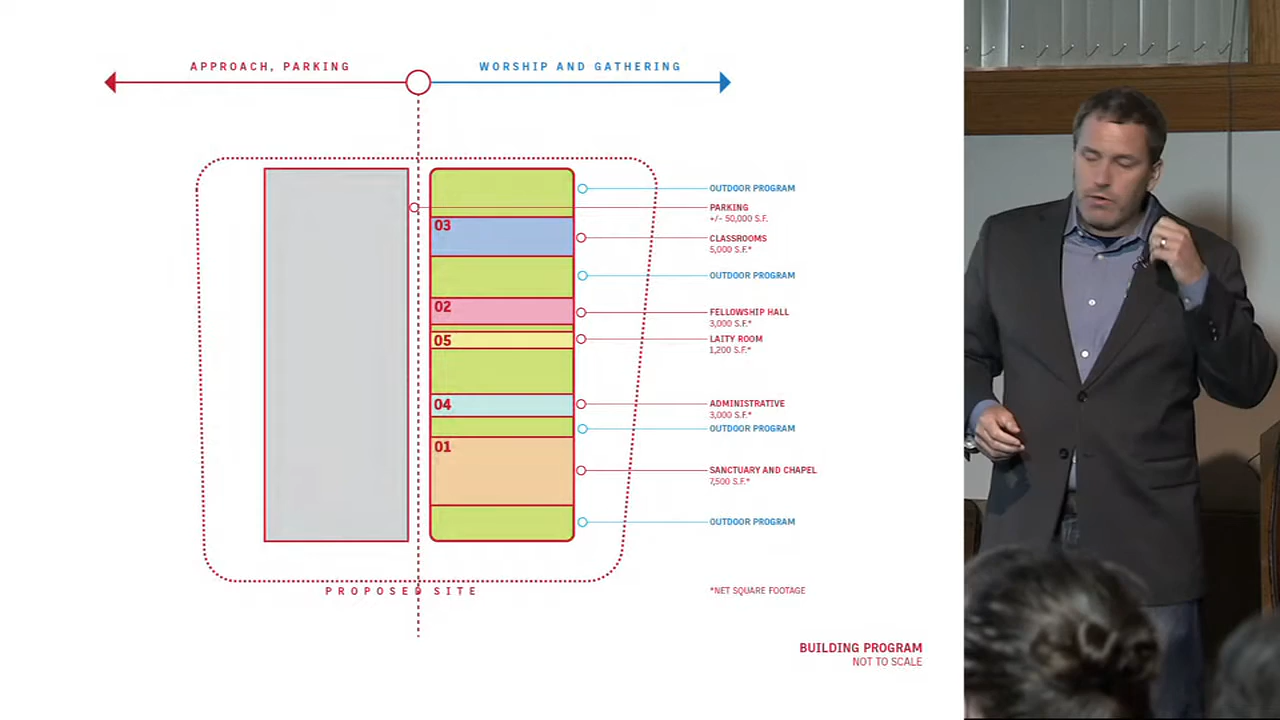 APPROACH, PARKING
WORSHIP AND GATHERING
OUTDOOR PROGRAM
PARKING
+/- 50,000 S.F.
03
CLASSROOMS
5,000 S.F.*
OUTDOOR PROGRAM
02
FELLOWSHIP HALL
3,000 S.F.*
05
LAITY ROOM
1,200 S.F.*
04
ADMINISTRATIVE
3,000 S.F.*
OUTDOOR PROGRAM
01
SANCTUARY AND CHAPEL
7,500 S.F.*
OUTDOOR PROGRAM
PROPOSED SITE
*NET SQUARE FOOTAGE
BUILDING PROGRAM
NOT TO SCALE